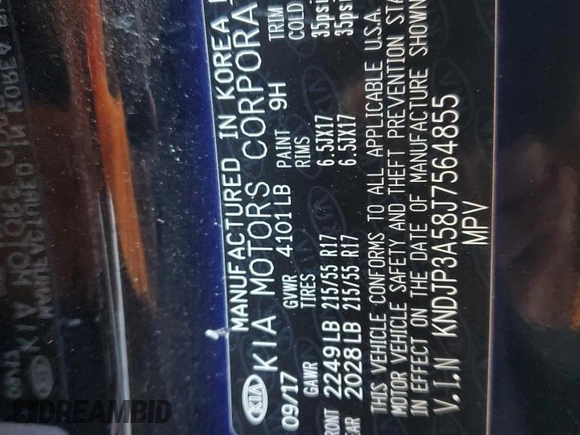 MANUFACTURED IN KOREA
KIA KIA MOTORS CORPORA
09/17 GVWR 4101 LB PAINT 9H TRIM
GAWR TIRES RIMS COLD
FRONT 2249 LB 215/55 R17 6.5JX17 35psi
REAR 2028 LB 215/55 R17 6.5JX17 35psi
THIS VEHICLE CONFORMS TO ALL APPLICABLE U.S.A.
MOTOR VEHICLE SAFETY AND THEFT PREVENTION STA
IN EFFECT ON THE DATE OF MANUFACTURE SHOWN
V.I.N KNDJP3A58J7564855
MPV
DREAMBID